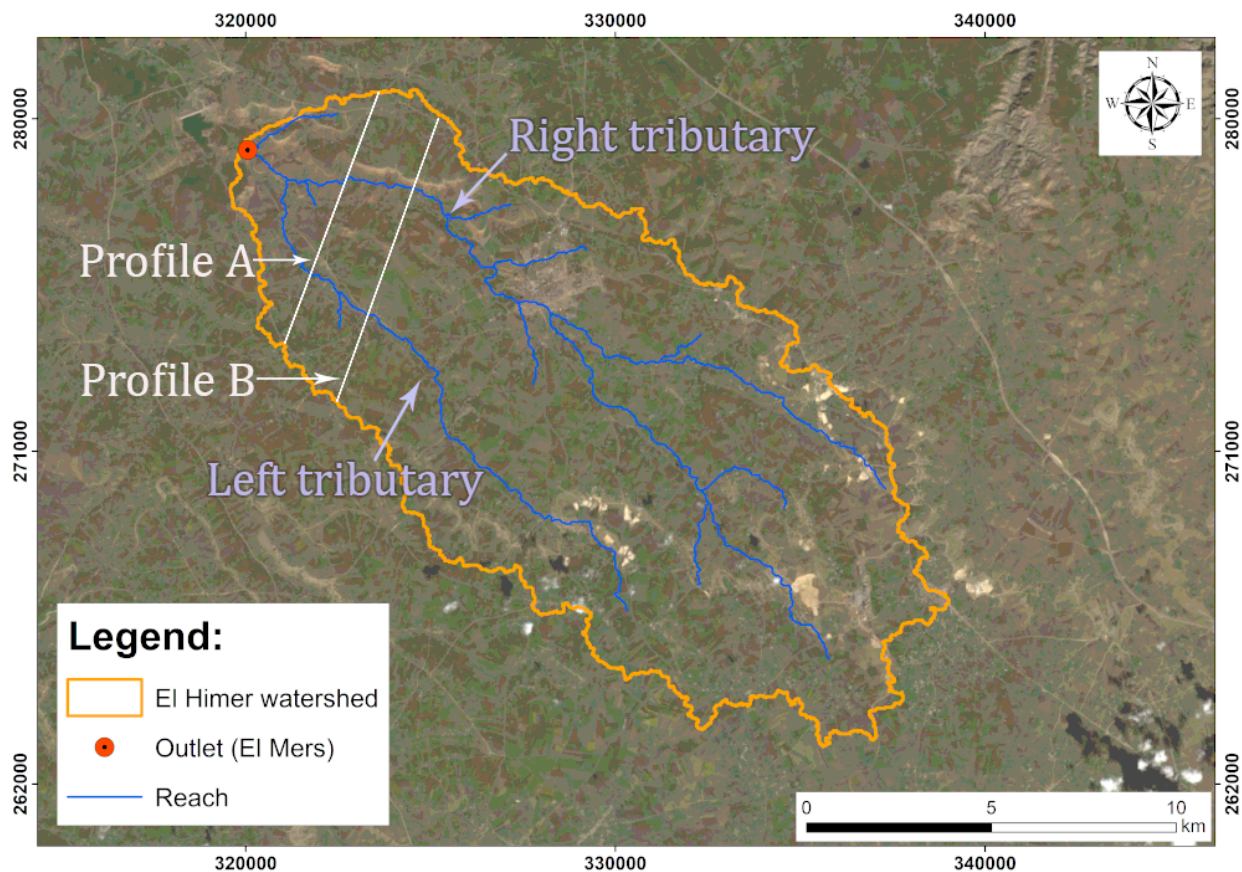 320000
330000
340000
280000
280000
N
W
E
S
Right tributary
Profile A
Profile B
271000
271000
Left tributary
Legend:
El Himer watershed
Outlet (El Mers)
Reach
262000
262000
0
5
10
km
320000
330000
340000